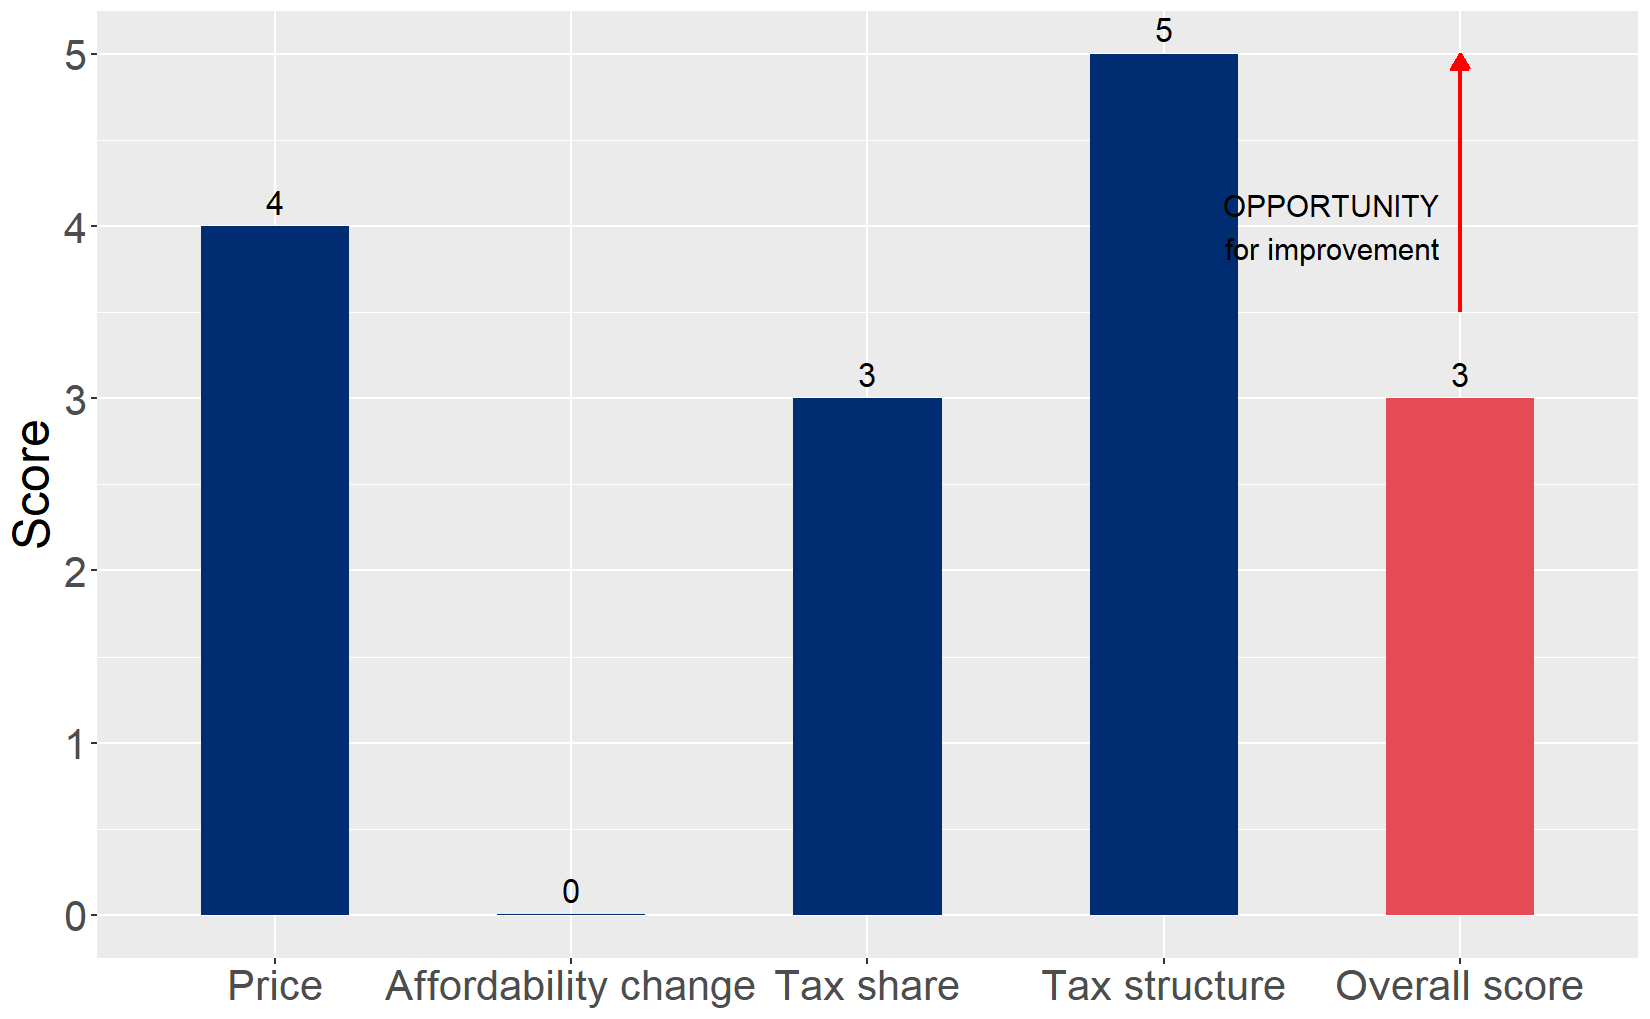 Score
5
4
3
2
1
0
4
0
3
5
3
OPPORTUNITY
for improvement
Price
Affordability change
Tax share
Tax structure
Overall score